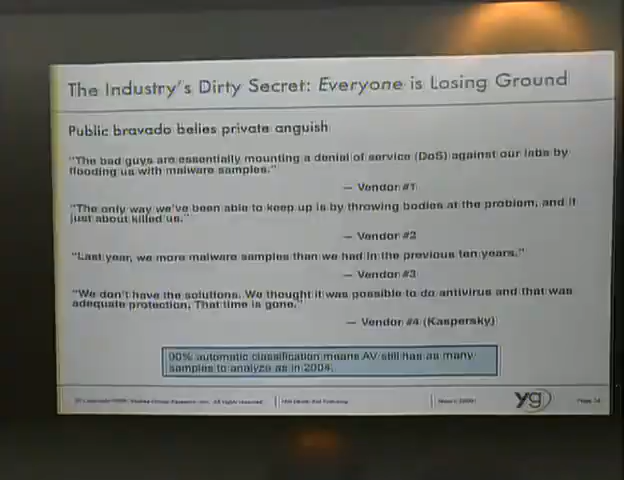 The Industry's Dirty Secret: Everyone is Losing Ground
Public bravado belies private anguish
"The bad guys are essentially mounting a denial of service (DoS) against our labs by
flooding us with malware samples."
— Vendor #1
"The only way we've been able to keep up is by throwing bodies at the problem, and it
just about killed us."
— Vendor #2
"Last year, we more malware samples than we had in the previous ten years."
— Vendor #3
"We don't have the solutions. We thought it was possible to do antivirus and that was
adequate protection. That time is gone."
— Vendor #4 (Kaspersky)
90% automatic classification means AV still has as many
samples to analyze as in 2004.
All rights reserved
yg
Page